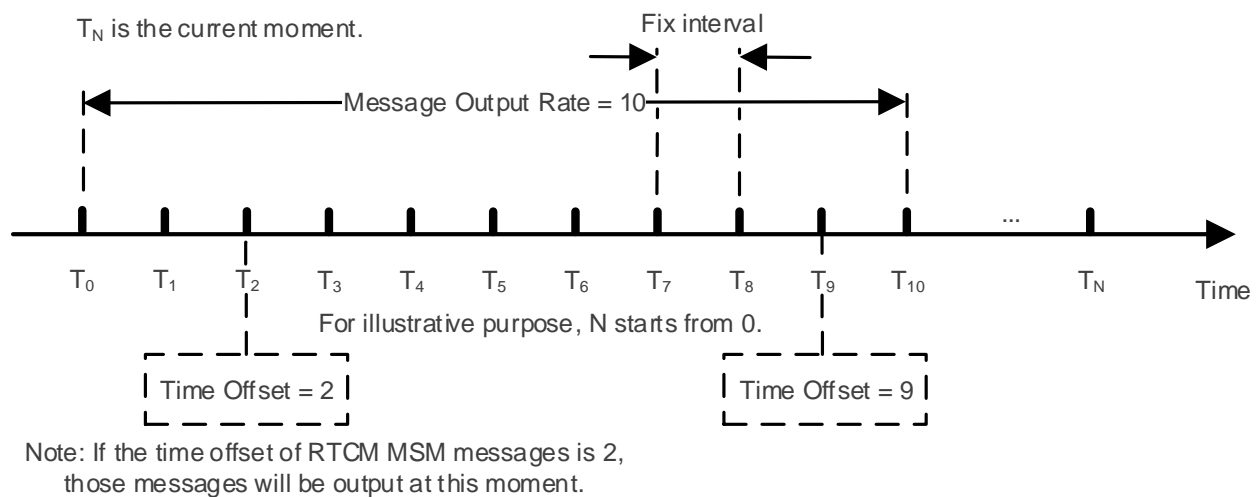 T_N is the current moment.
Fix interval
Message Output Rate = 10
...
T_0 T_1 T_2 T_3 T_4 T_5 T_6 T_7 T_8 T_9 T_10 T_N
Time
For illustrative purpose, N starts from 0.
Time Offset = 2
Time Offset = 9
Note: If the time offset of RTCM MSM messages is 2,
those messages will be output at this moment.